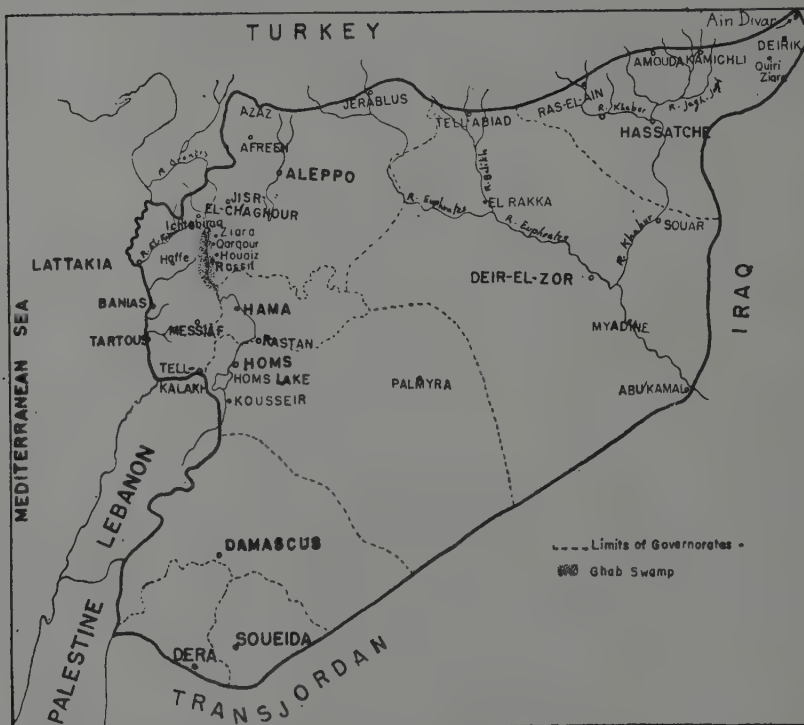 Ain Divar
TURKEY
DEIRIK
AMOUDA
KAMICHLI
Quiri
Ziara
AZAZ
JERABLUS
TELL ABIAD
RAS-EL-AIN
R. Khabur
HASSATCHE
AFREEN
R. Orontes
ALEPPO
R. Balikh
JISR
EL-CHAGHOUR
EL RAKKA
R. Euphrates
R. Euphrates
R. Khabur
SOUAR
Ziara
Qarqour
Houaiz
Haffe
LATTAKIA
DEIR-EL-ZOR
IRAQ
BANIAS
HAMA
MEDITERRANEAN SEA
TARTOUS
MESSIAF
RASTAN
MYADINE
HOMS
TELL
KALAKH
HOMS LAKE
PALMYRA
ABU KAMAL
KOUSSEIR
LEBANON
DAMASCUS
---- Limits of Governorates
Ghab Swamp
PALESTINE
SOUEIDA
DERA
TRANSJORDAN